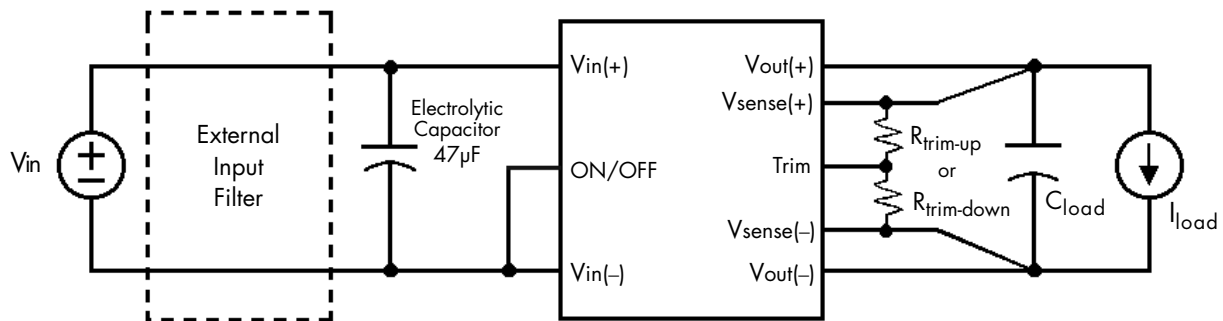 Vin
External
Input
Filter
Electrolytic
Capacitor
47µF
Vin(+)
ON/OFF
Vin(–)
Vout(+)
Vsense(+)
Trim
Vsense(–)
Vout(–)
Rtrim-up
or
Rtrim-down
Cload
Iload